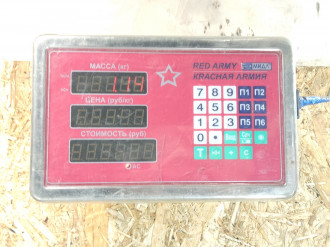 МАССА (кг)
RED ARMY МИДЛ
КРАСНАЯ АРМИЯ
ЦЕНА (руб/кг)
7 8 9 П1 П2
4 5 6 П3 П4
1 2 3 П5 П6
СТОИМОСТЬ (руб)
0
T + C